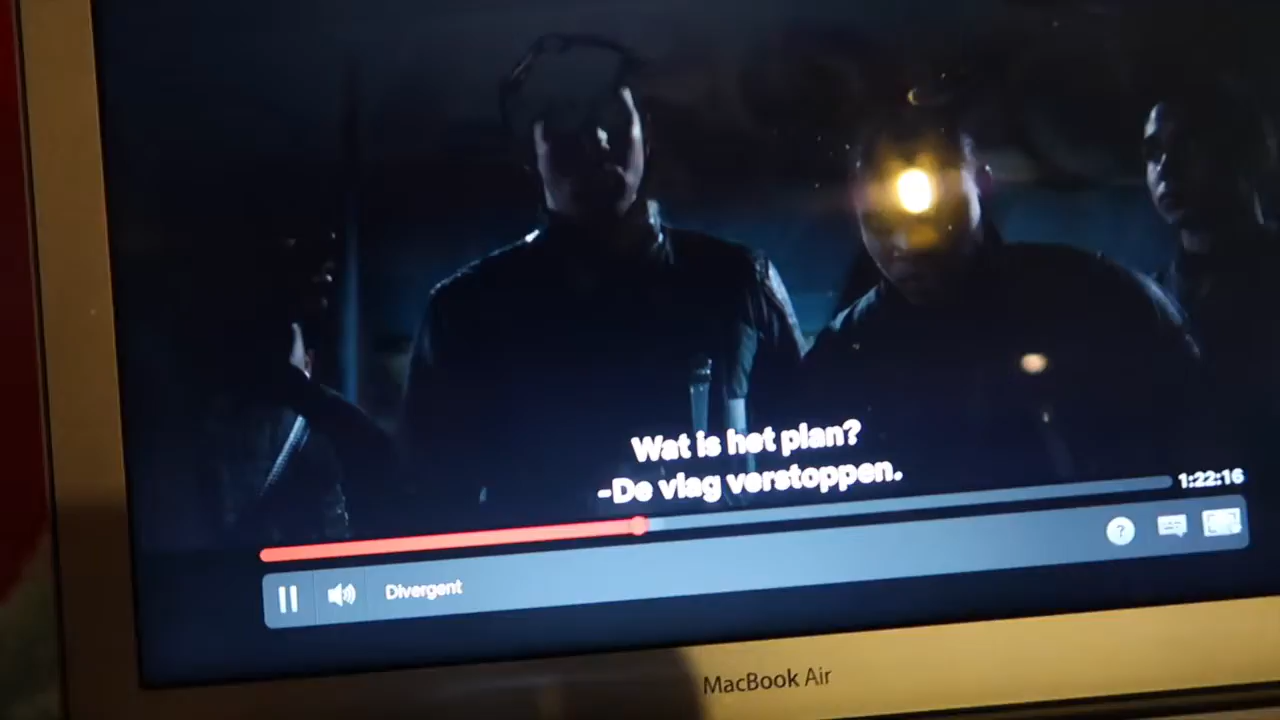 Wat is het plan?
-De vlag verstoppen.
1:22:16
?
Divergent
MacBook Air